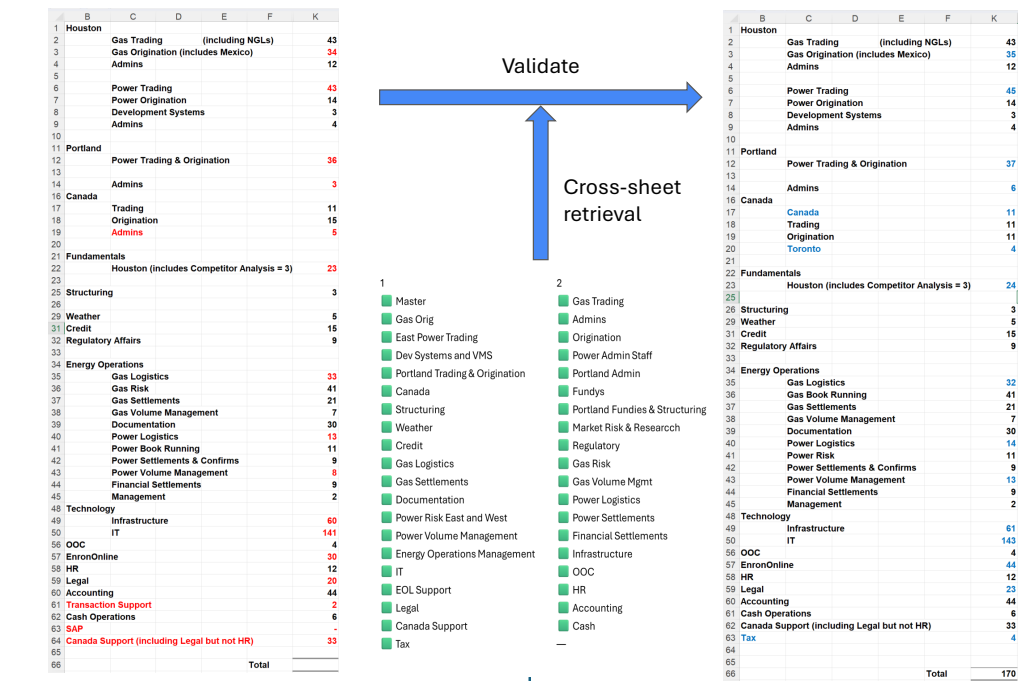 B C D E F K
1 Houston
2 Gas Trading (including NGLs) 43
3 Gas Origination (includes Mexico) 34
4 Admins 12
5
6 Power Trading 43
7 Power Origination 14
8 Development Systems 3
9 Admins 4
10
11 Portland
12 Power Trading & Origination 36
13
14 Admins 3
16 Canada
17 Trading 11
18 Origination 15
19 Admins 5
20
21 Fundamentals
22 Houston (includes Competitor Analysis = 3) 23
23
25 Structuring 3
26
29 Weather 5
31 Credit 15
32 Regulatory Affairs 9
33
34 Energy Operations
35 Gas Logistics 33
36 Gas Risk 41
37 Gas Settlements 21
38 Gas Volume Management 7
39 Documentation 30
40 Power Logistics 13
41 Power Book Running 11
42 Power Settlements & Confirms 9
43 Power Volume Management 8
44 Financial Settlements 9
45 Management 2
48 Technology
49 Infrastructure 60
50 IT 141
56 OOC 4
57 EnronOnline 30
58 HR 12
59 Legal 20
60 Accounting 44
61 Transaction Support 2
62 Cash Operations 6
63 SAP -
64 Canada Support (including Legal but not HR) 33
65
66 Total
Validate
Cross-sheet
retrieval
1
Master
Gas Orig
East Power Trading
Dev Systems and VMS
Portland Trading & Origination
Canada
Structuring
Weather
Credit
Gas Logistics
Gas Settlements
Documentation
Power Risk East and West
Power Volume Management
Energy Operations Management
IT
EOL Support
Legal
Canada Support
Tax
2
Gas Trading
Admins
Origination
Power Admin Staff
Portland Admin
Fundys
Portland Fundies & Structuring
Market Risk & Researcch
Regulatory
Gas Risk
Gas Volume Mgmt
Power Logistics
Power Settlements
Financial Settlements
Infrastructure
OOC
HR
Accounting
Cash
—
B C D E F K
1 Houston
2 Gas Trading (including NGLs) 43
3 Gas Origination (includes Mexico) 35
4 Admins 12
5
6 Power Trading 45
7 Power Origination 14
8 Development Systems 3
9 Admins 4
10
11 Portland
12 Power Trading & Origination 37
13
14 Admins 6
16 Canada
17 Canada 11
18 Trading 11
19 Origination 11
20 Toronto 4
21
22 Fundamentals
23 Houston (includes Competitor Analysis = 3) 24
25
26 Structuring 3
29 Weather 5
31 Credit 15
32 Regulatory Affairs 9
33
34 Energy Operations
35 Gas Logistics 32
36 Gas Book Running 41
37 Gas Settlements 21
38 Gas Volume Management 7
39 Documentation 30
40 Power Logistics 14
41 Power Risk 11
42 Power Settlements & Confirms 9
43 Power Volume Management 13
44 Financial Settlements 9
45 Management 2
48 Technology
49 Infrastructure 61
50 IT 143
56 OOC 4
57 EnronOnline 44
58 HR 12
59 Legal 23
60 Accounting 44
61 Cash Operations 6
62 Canada Support (including Legal but not HR) 33
63 Tax 4
64
65
66 Total 170